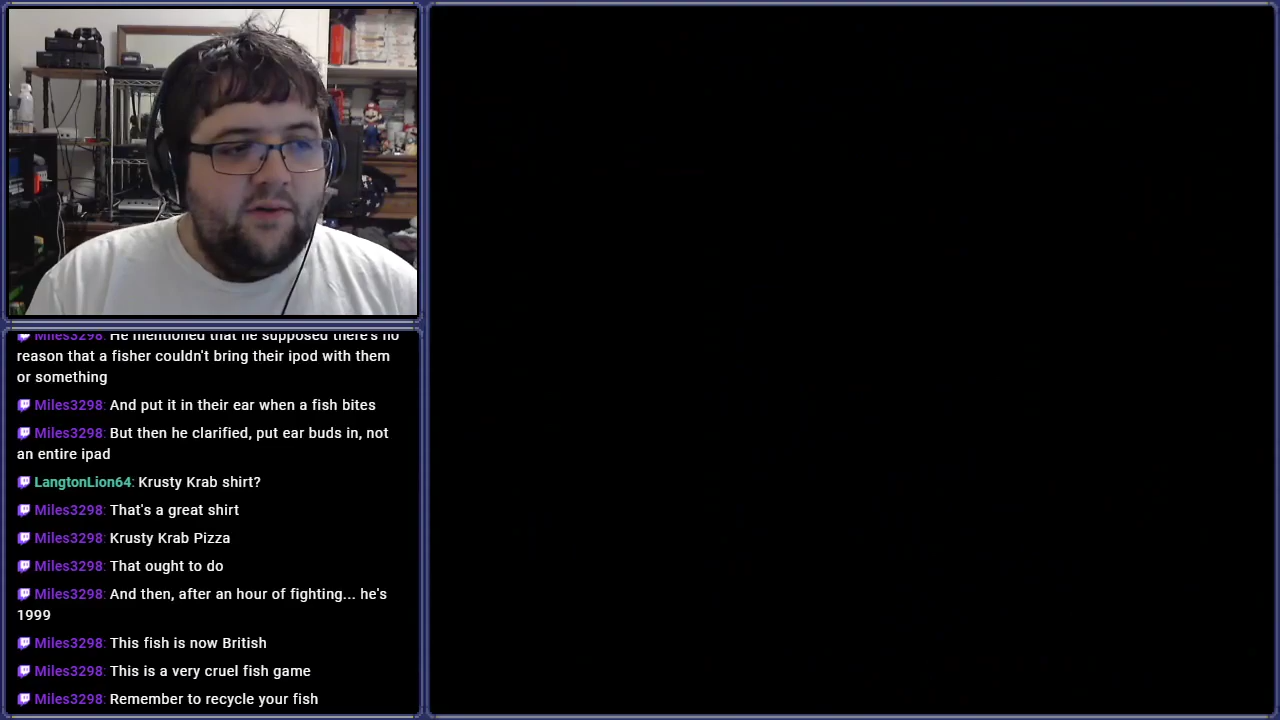 Miles3298: He mentioned that he supposed there's no
reason that a fisher couldn't bring their ipod with them
or something
Miles3298: And put it in their ear when a fish bites
Miles3298: But then he clarified, put ear buds in, not
an entire ipad
LangtonLion64: Krusty Krab shirt?
Miles3298: That's a great shirt
Miles3298: Krusty Krab Pizza
Miles3298: That ought to do
Miles3298: And then, after an hour of fighting... he's
1999
Miles3298: This fish is now British
Miles3298: This is a very cruel fish game
Miles3298: Remember to recycle your fish